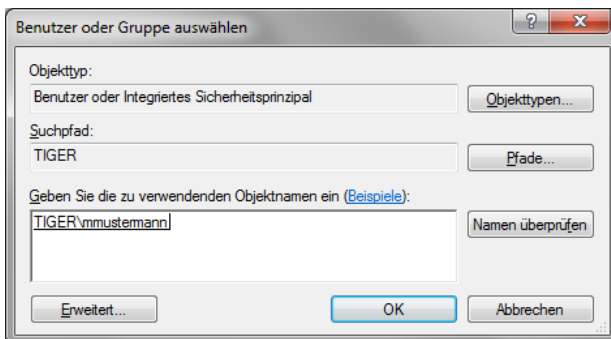 Benutzer oder Gruppe auswählen
Objekttyp:
Benutzer oder Integriertes Sicherheitsprinzipal
Objekttypen...
Suchpfad:
TIGER
Pfade...
Geben Sie die zu verwendenden Objektnamen ein (Beispiele):
TIGER\mmustermann
Namen überprüfen
Erweitert...
OK
Abbrechen